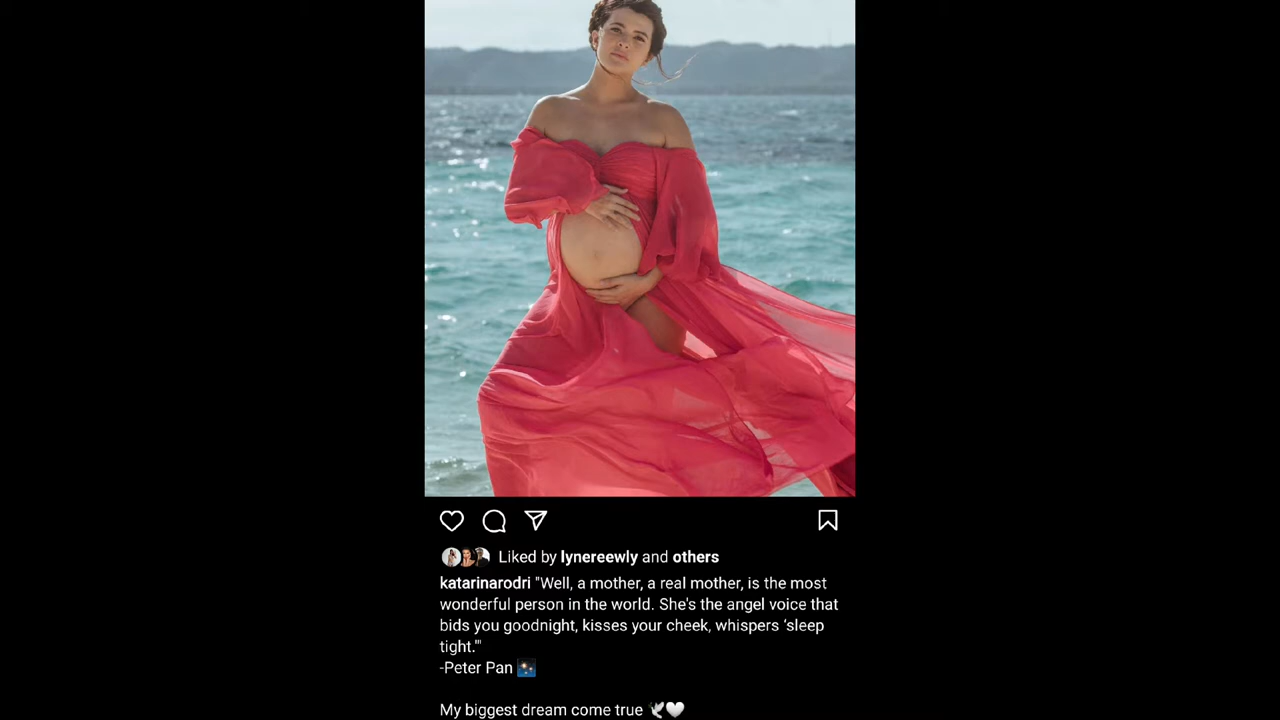 Liked by lynereewly and others
katarinarodri "Well, a mother, a real mother, is the most
wonderful person in the world. She's the angel voice that
bids you goodnight, kisses your cheek, whispers ‘sleep
tight.’"
-Peter Pan 🎇
My biggest dream come true 🕊🤍